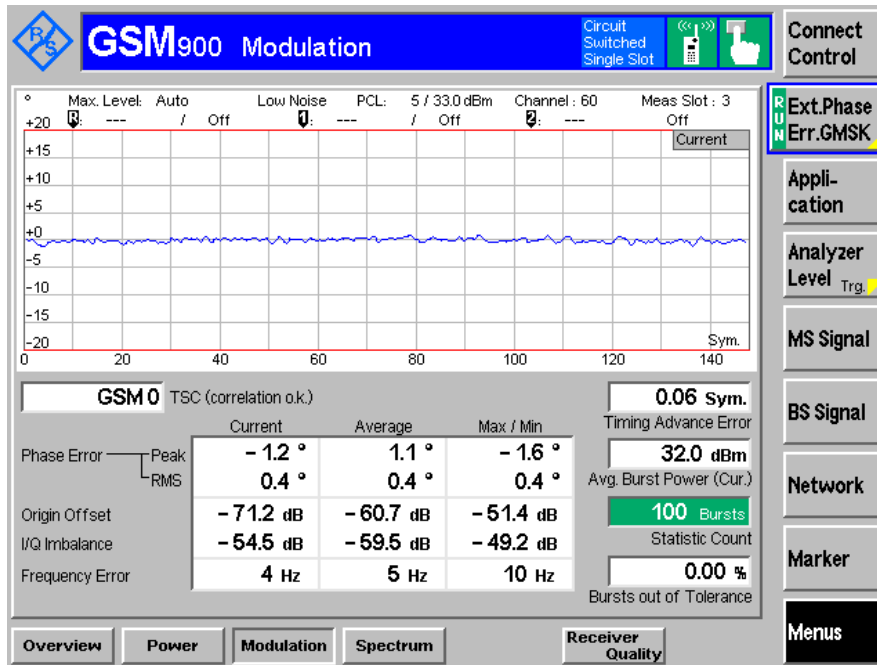 R&S
GSM900 Modulation
Circuit Switched Single Slot
Connect Control
° Max. Level: Auto Low Noise PCL: 5 / 33.0 dBm Channel : 60 Meas Slot : 3
R: --- / Off 1: --- / Off 2: --- Off
Current
+20
+15
+10
+5
+0
-5
-10
-15
-20
Sym.
0 20 40 60 80 100 120 140
RUN Ext.Phase Err.GMSK
Appli-
cation
Analyzer
Level Trg.
MS Signal
BS Signal
Network
Marker
Menus
GSM 0 TSC (correlation o.k.)
Current Average Max / Min
Phase Error Peak – 1.2 ° 1.1 ° – 1.6 °
RMS 0.4 ° 0.4 ° 0.4 °
Origin Offset – 71.2 dB – 60.7 dB – 51.4 dB
I/Q Imbalance – 54.5 dB – 59.5 dB – 49.2 dB
Frequency Error 4 Hz 5 Hz 10 Hz
0.06 Sym.
Timing Advance Error
32.0 dBm
Avg. Burst Power (Cur.)
100 Bursts
Statistic Count
0.00 %
Bursts out of Tolerance
Overview Power Modulation Spectrum Receiver Quality